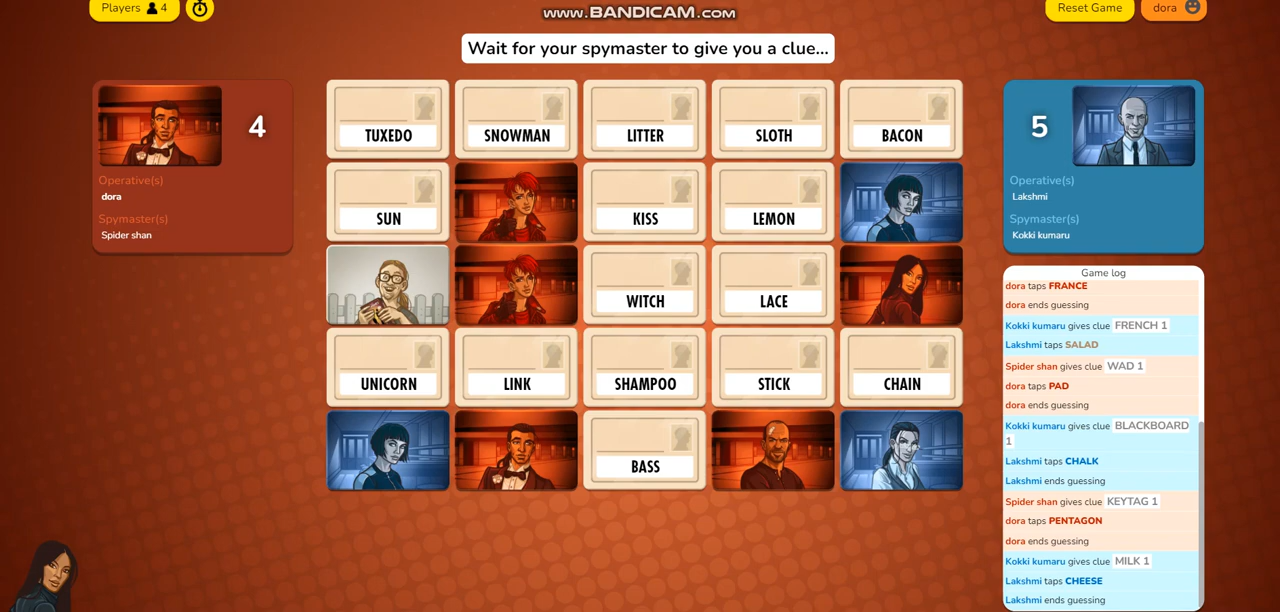 Players 4
www.BANDICAM.com
Reset Game
dora
Wait for your spymaster to give you a clue...
4
Operative(s)
dora
Spymaster(s)
Spider shan
TUXEDO
SNOWMAN
LITTER
SLOTH
BACON
SUN
KISS
LEMON
WITCH
LACE
UNICORN
LINK
SHAMPOO
STICK
CHAIN
BASS
5
Operative(s)
Lakshmi
Spymaster(s)
Kokki kumaru
Game log
dora taps FRANCE
dora ends guessing
Kokki kumaru gives clue FRENCH 1
Lakshmi taps SALAD
Spider shan gives clue WAD 1
dora taps PAD
dora ends guessing
Kokki kumaru gives clue BLACKBOARD
1
Lakshmi taps CHALK
Lakshmi ends guessing
Spider shan gives clue KEYTAG 1
dora taps PENTAGON
dora ends guessing
Kokki kumaru gives clue MILK 1
Lakshmi taps CHEESE
Lakshmi ends guessing